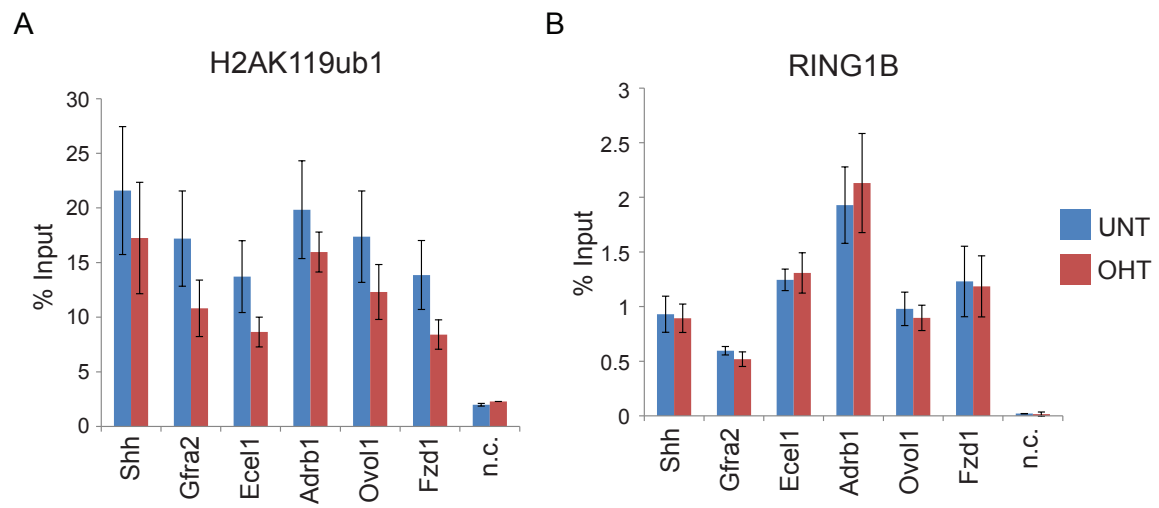 A
H2AK119ub1
% Input
30
25
20
15
10
5
0
Shh
Gfra2
Ecel1
Adrb1
Ovol1
Fzd1
n.c.
B
RING1B
% Input
3
2.5
2
1.5
1
0.5
0
Shh
Gfra2
Ecel1
Adrb1
Ovol1
Fzd1
n.c.
UNT
OHT